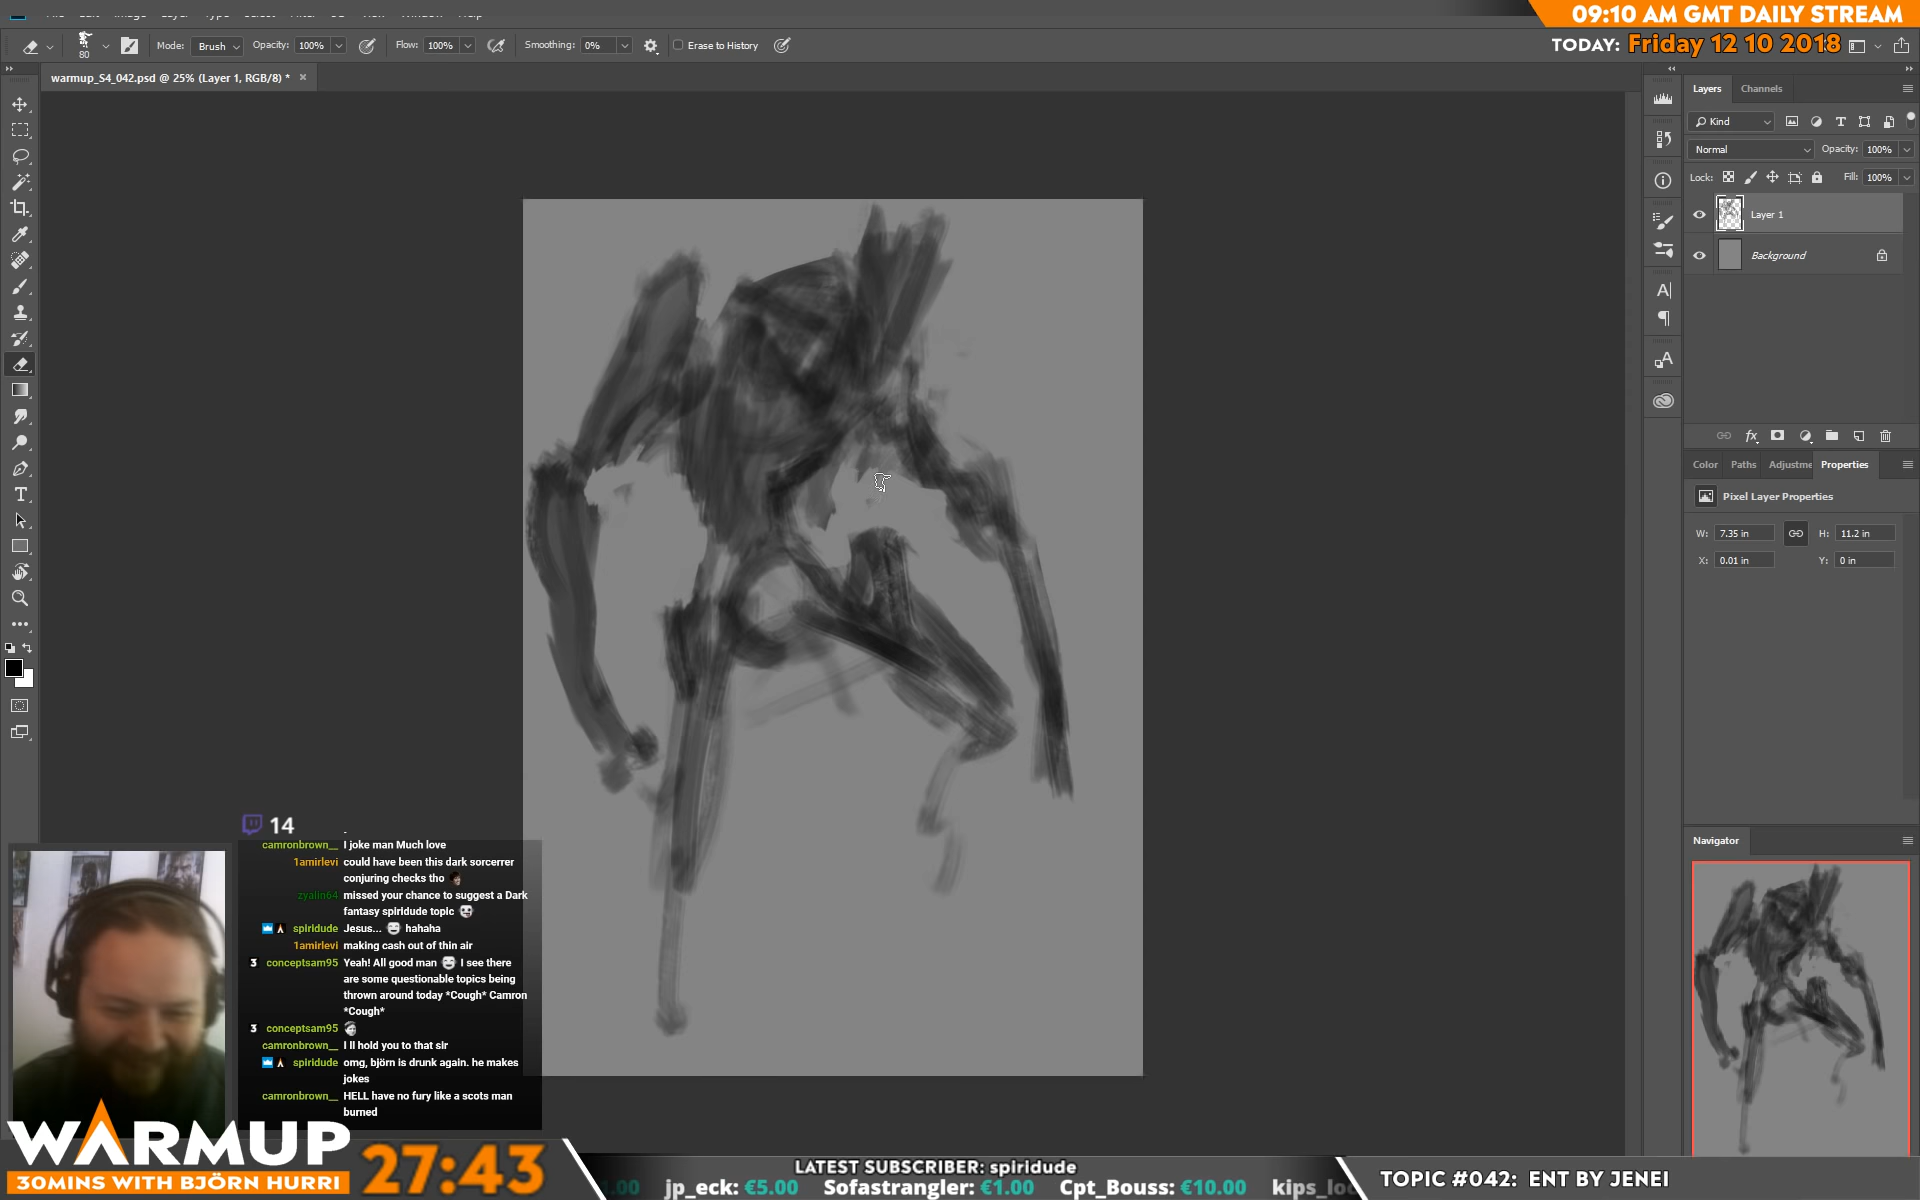 09:10 AM GMT DAILY STREAM
TODAY: Friday 12 10 2018
80
Mode: Brush Opacity: 100% Flow: 100% Smoothing: 0% Erase to History
warmup_S4_042.psd @ 25% (Layer 1, RGB/8) *
Layers Channels
Kind
Normal Opacity: 100%
Lock: Fill: 100%
Layer 1
Background
Color Paths Adjustme Properties
Pixel Layer Properties
W: 7.35 in H: 11.2 in
X: 0.01 in Y: 0 in
Navigator
14
camronbrown__ I joke man Much love
1amirlevi could have been this dark sorcerrer
conjuring checks tho
zyalin64 missed your chance to suggest a Dark
fantasy spiridude topic
spiridude Jesus... hahaha
1amirlevi making cash out of thin air
3 conceptsam95 Yeah! All good man I see there
are some questionable topics being
thrown around today *Cough* Camron
*Cough*
3 conceptsam95
camronbrown__ I ll hold you to that sir
spiridude omg, björn is drunk again. he makes
jokes
camronbrown__ HELL have no fury like a scots man
burned
WARMUP
30MINS WITH BJÖRN HURRI
27:43
LATEST SUBSCRIBER: spiridude
jp_eck: €5.00 Sofastrangler: €1.00 Cpt_Bouss: €10.00
TOPIC #042: ENT BY JENEI